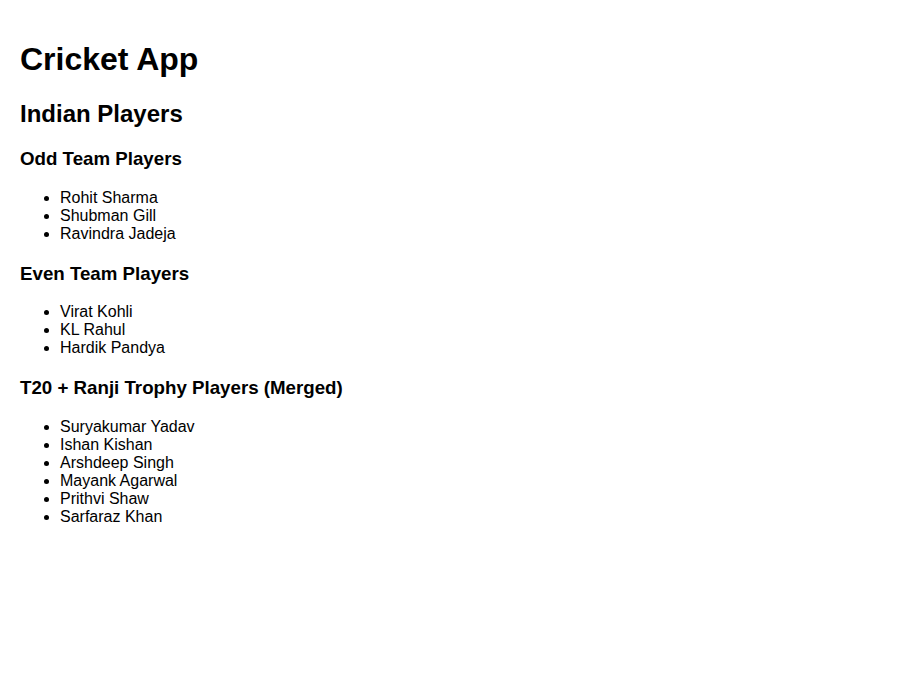 Cricket App
Indian Players
Odd Team Players
Rohit Sharma
Shubman Gill
Ravindra Jadeja
Even Team Players
Virat Kohli
KL Rahul
Hardik Pandya
T20 + Ranji Trophy Players (Merged)
Suryakumar Yadav
Ishan Kishan
Arshdeep Singh
Mayank Agarwal
Prithvi Shaw
Sarfaraz Khan